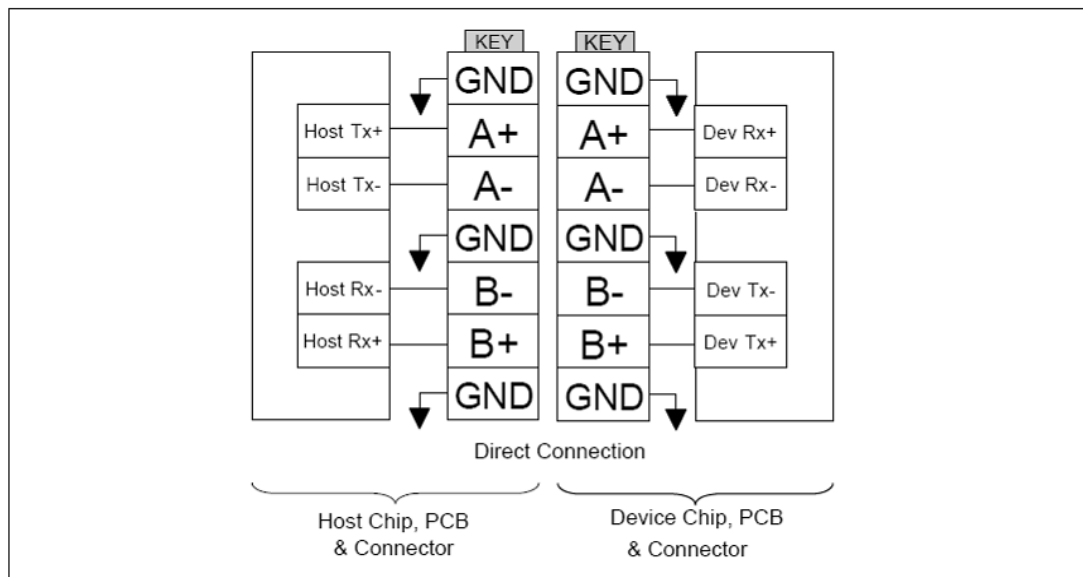 KEY KEY
GND GND
Host Tx+ A+ A+ Dev Rx+
Host Tx- A- A- Dev Rx-
GND GND
Host Rx- B- B- Dev Tx-
Host Rx+ B+ B+ Dev Tx+
GND GND
Direct Connection
Host Chip, PCB
& Connector
Device Chip, PCB
& Connector